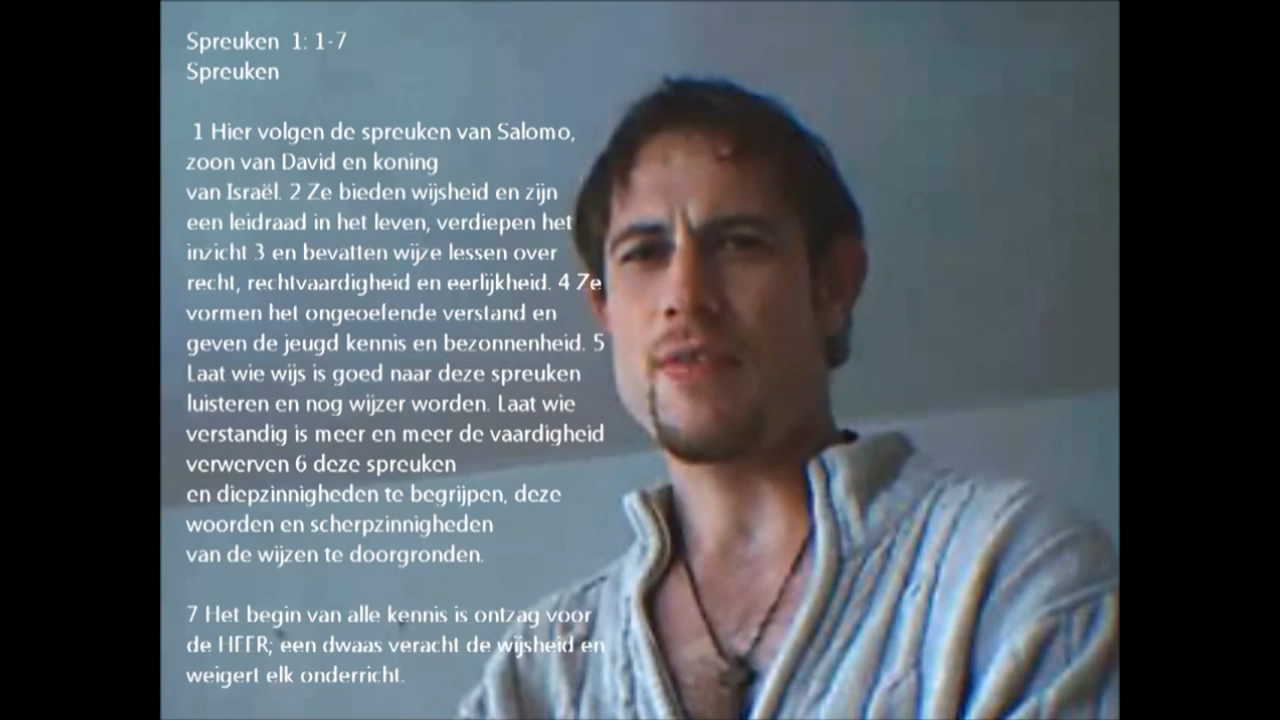 Spreuken 1: 1-7
Spreuken
1 Hier volgen de spreuken van Salomo,
zoon van David en koning
van Israël. 2 Ze bieden wijsheid en zijn
een leidraad in het leven, verdiepen het
inzicht 3 en bevatten wijze lessen over
recht, rechtvaardigheid en eerlijkheid. 4 Ze
vormen het ongeoefende verstand en
geven de jeugd kennis en bezonnenheid. 5
Laat wie wijs is goed naar deze spreuken
luisteren en nog wijzer worden. Laat wie
verstandig is meer en meer de vaardigheid
verwerven 6 deze spreuken
en diepzinnigheden te begrijpen, deze
woorden en scherpzinnigheden
van de wijzen te doorgronden.
7 Het begin van alle kennis is ontzag voor
de HEER; een dwaas veracht de wijsheid en
weigert elk onderricht.